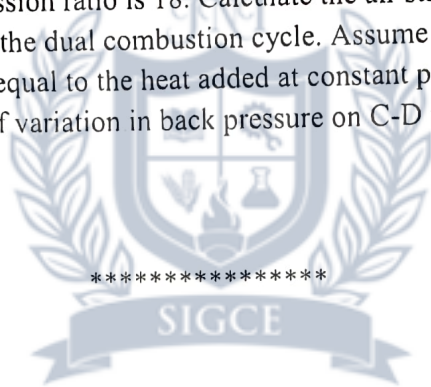 ssion ratio is 18. Calculate the air-st
the dual combustion cycle. Assume
equal to the heat added at constant p
f variation in back pressure on C-D
****************
SIGCE